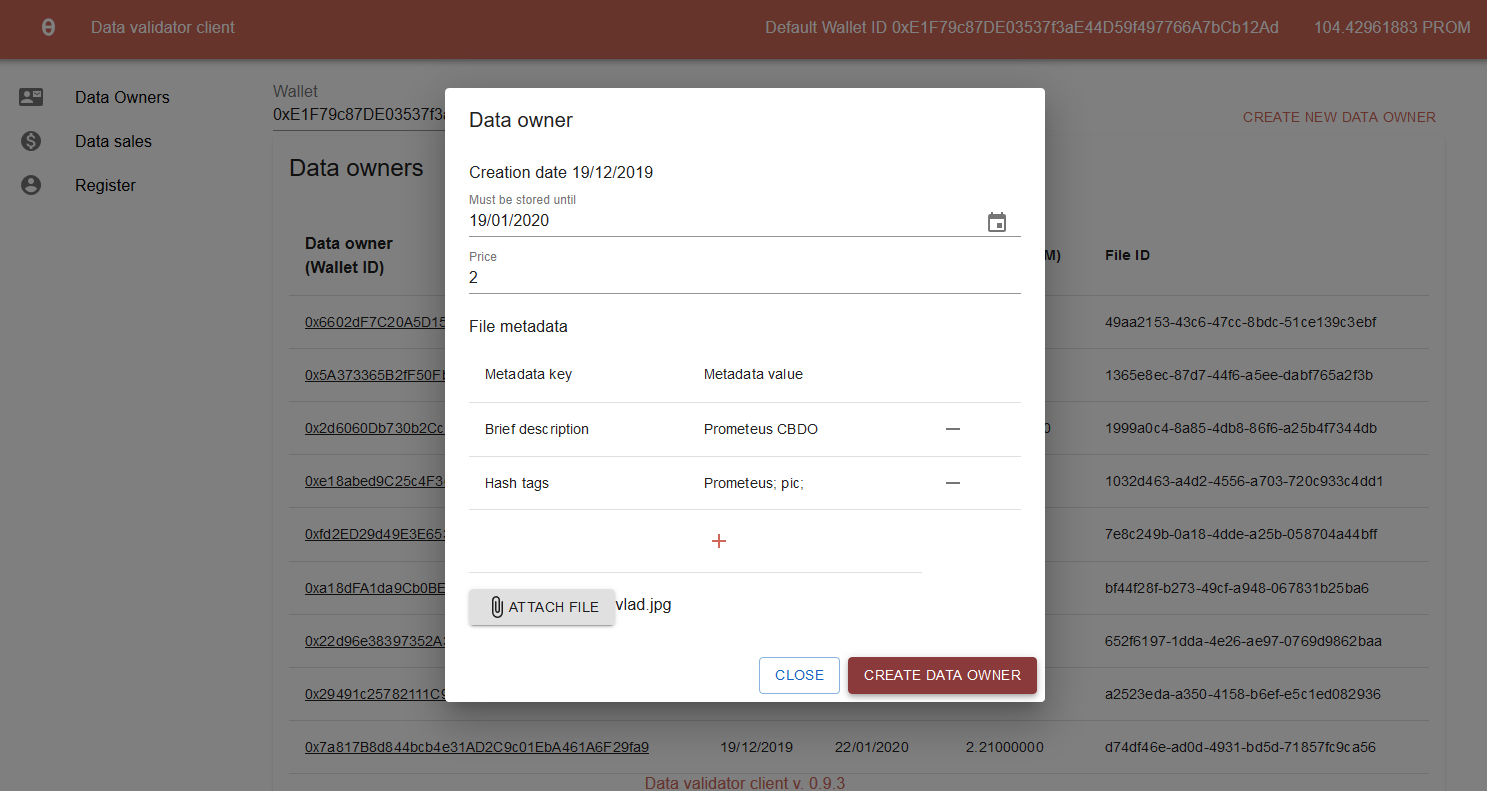 Data validator client
Default Wallet ID 0xE1F79c87DE03537f3aE44D59f497766A7bCb12Ad
104.42961883 PROM
Data Owners
Data sales
Register
Wallet
0xE1F79c87DE03537f3
CREATE NEW DATA OWNER
Data owners
Data owner
(Wallet ID)
M)
File ID
0x6602dF7C20A5D15
49aa2153-43c6-47cc-8bdc-51ce139c3ebf
0x5A373365B2fF50F
1365e8ec-87d7-44f6-a5ee-dabf765a2f3b
0x2d6060Db730b2Cc
0
1999a0c4-8a85-4db8-86f6-a25b4f7344db
0xe18abed9C25c4F3
1032d463-a4d2-4556-a703-720c933c4dd1
0xfd2ED29d49E3E65
7e8c249b-0a18-4dde-a25b-058704a44bff
0xa18dFA1da9Cb0BE
bf44f28f-b273-49cf-a948-067831b25ba6
0x22d96e38397352A
652f6197-1dda-4e26-ae97-0769d9862baa
0x29491c25782111C9
a2523eda-a350-4158-b6ef-e5c1ed082936
0x7a817B8d844bcb4e31AD2C9c01EbA461A6F29fa9
19/12/2019
22/01/2020
2.21000000
d74df46e-ad0d-4931-bd5d-71857fc9ca56
Data validator client v. 0.9.3
Data owner
Creation date 19/12/2019
Must be stored until
19/01/2020
Price
2
File metadata
Metadata key
Metadata value
Brief description
Prometeus CBDO
Hash tags
Prometeus; pic;
ATTACH FILE
vlad.jpg
CLOSE
CREATE DATA OWNER